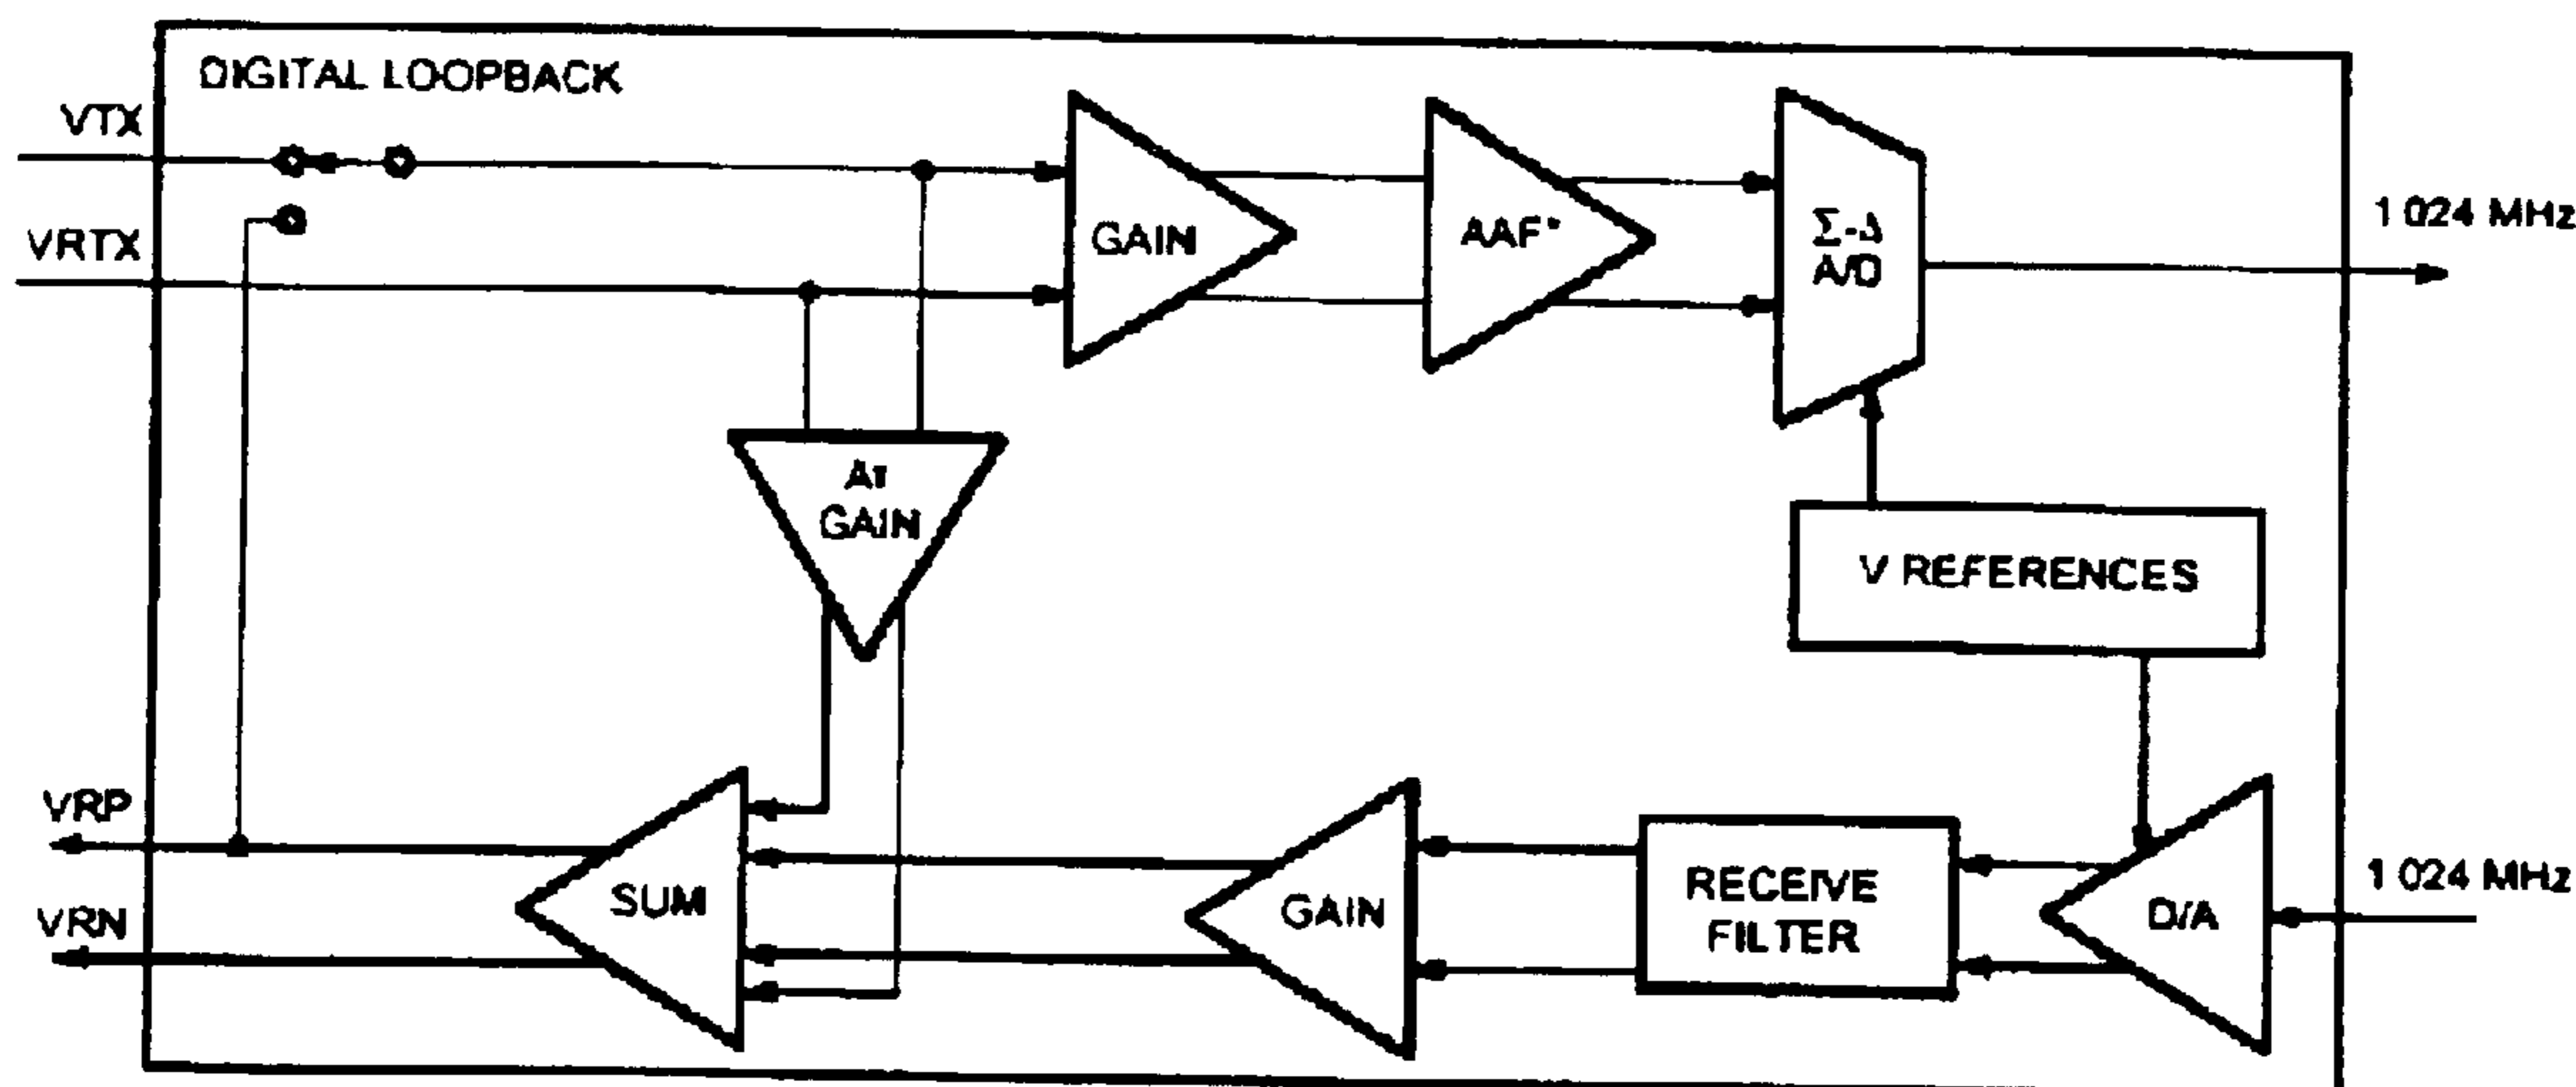 DIGITAL LOOPBACK
VTX
VRTX
GAIN
AAF*
Σ-Δ
A/D
1 024 MHz
AT
GAIN
V REFERENCES
VRP
VRN
SUM
GAIN
RECEIVE
FILTER
D/A
1 024 MHz